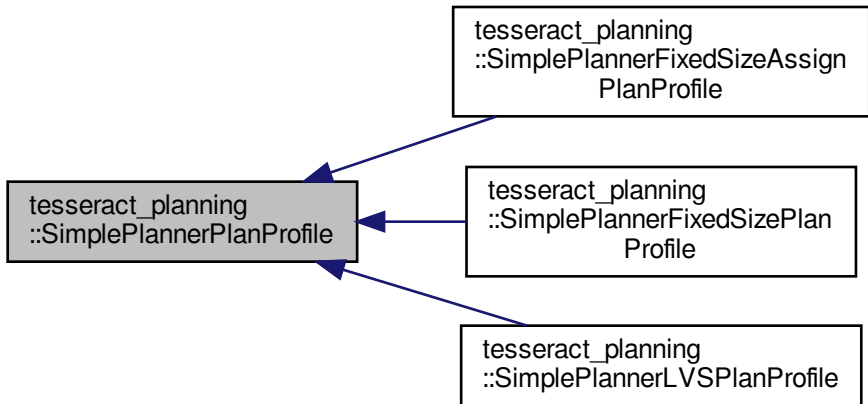 tesseract_planning
::SimplePlannerFixedSizeAssign
PlanProfile
tesseract_planning
::SimplePlannerPlanProfile
tesseract_planning
::SimplePlannerFixedSizePlan
Profile
tesseract_planning
::SimplePlannerLVSPlanProfile